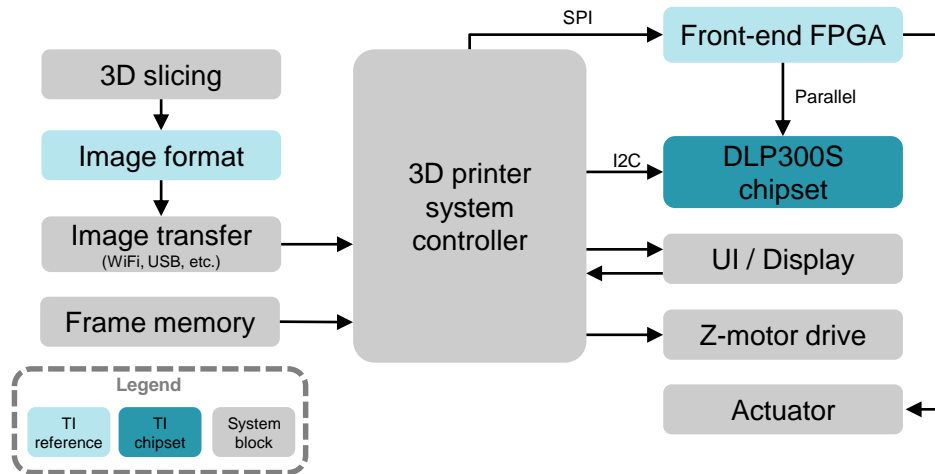 SPI
Front-end FPGA
3D slicing
Parallel
Image format
I2C
DLP300S
chipset
3D printer
system
controller
Image transfer
(WiFi, USB, etc.)
UI / Display
Frame memory
Z-motor drive
Legend
TI
reference
TI
chipset
System
block
Actuator